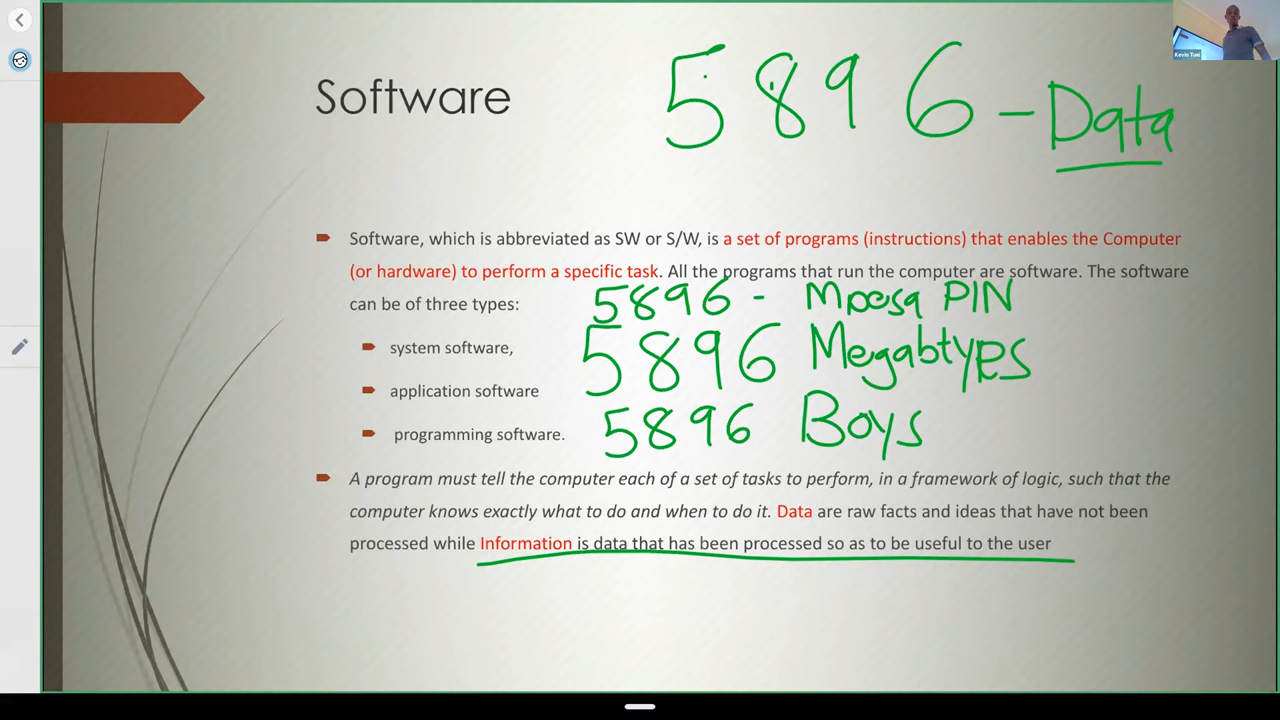 Kevin Tuei
5896 - Data
Software
Software, which is abbreviated as SW or S/W, is a set of programs (instructions) that enables the Computer
(or hardware) to perform a specific task. All the programs that run the computer are software. The software
can be of three types:
5896 - Mpesa PIN
system software,
5896 Megabtyes
application software
5896 Boys
programming software.
A program must tell the computer each of a set of tasks to perform, in a framework of logic, such that the
computer knows exactly what to do and when to do it. Data are raw facts and ideas that have not been
processed while Information is data that has been processed so as to be useful to the user